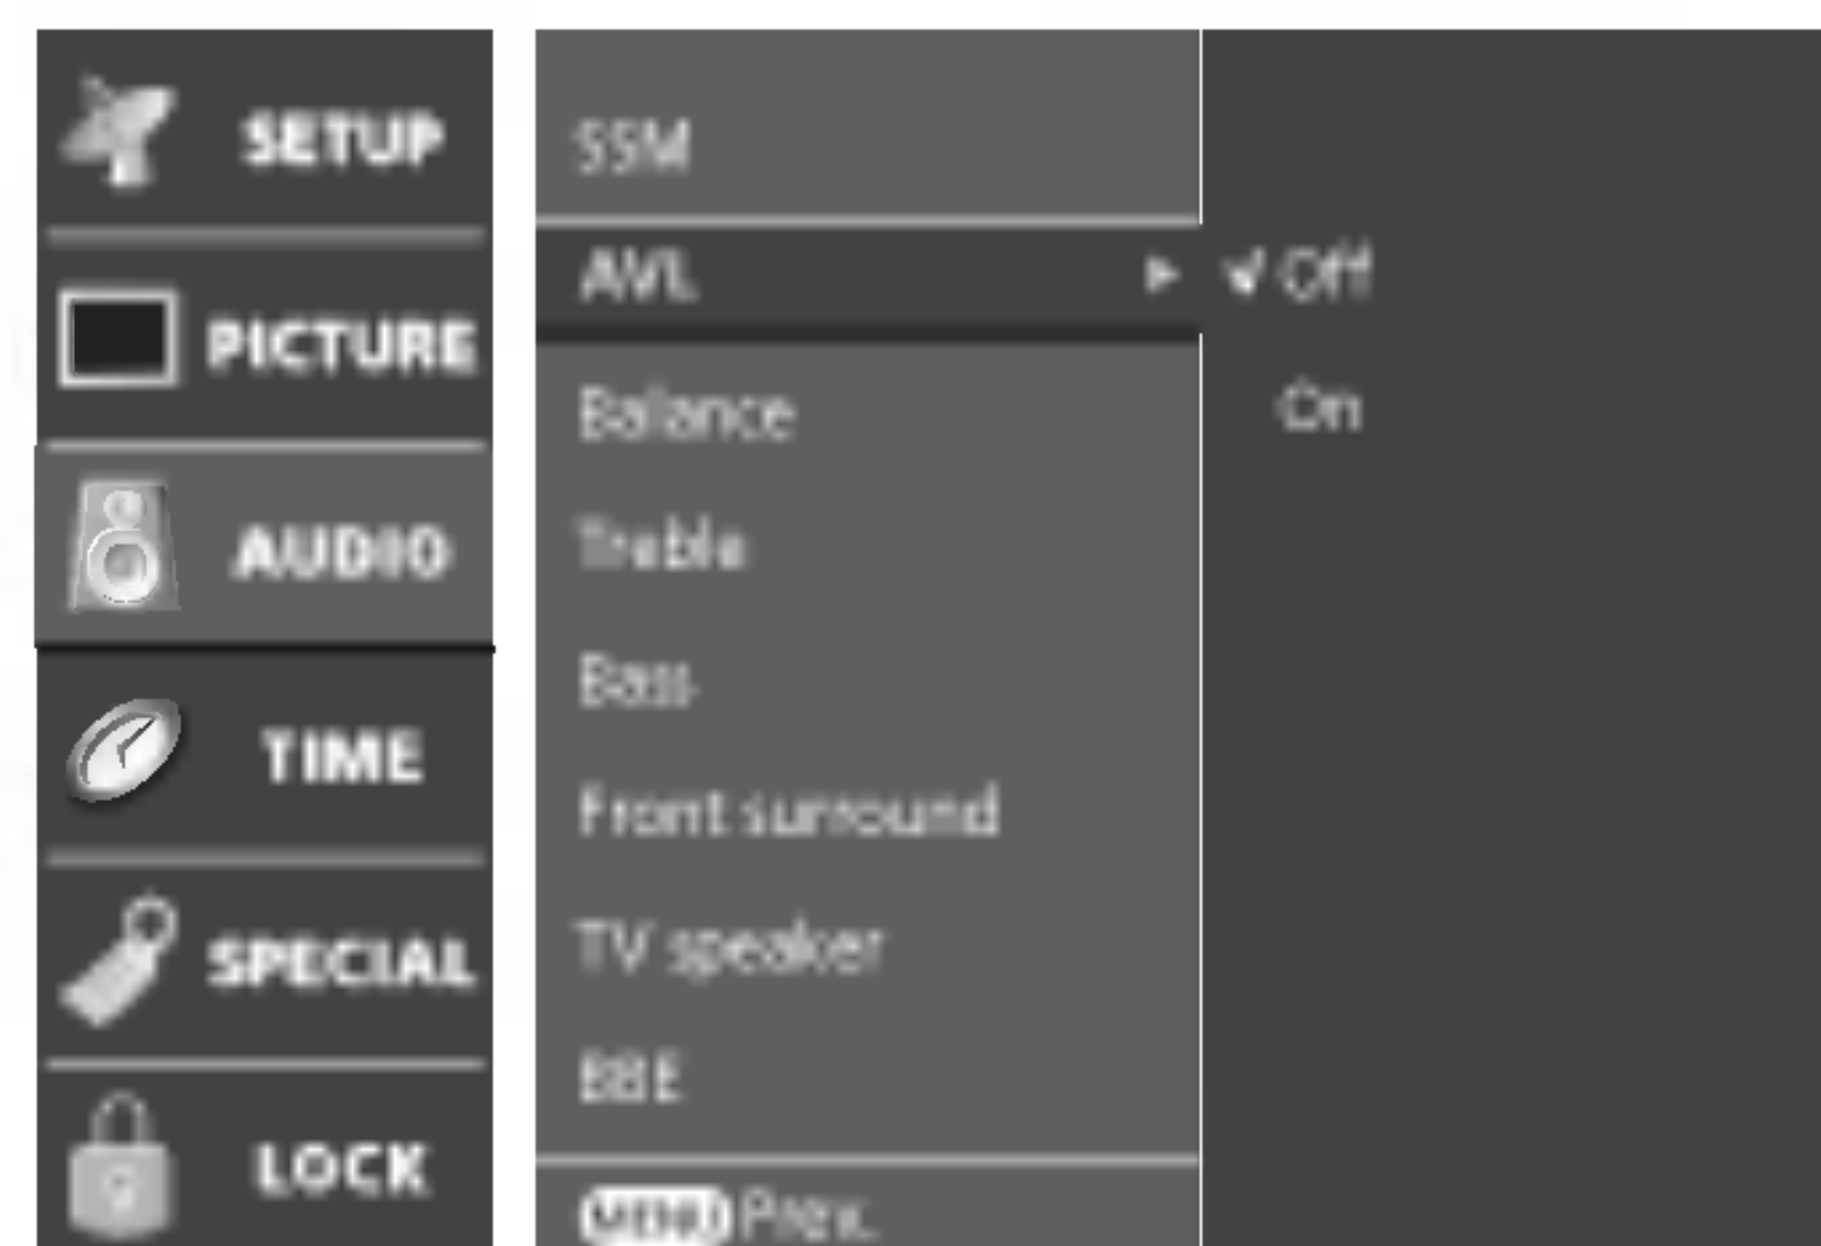 SETUP
PICTURE
AUDIO
TIME
SPECIAL
LOCK
SSM
AVL
Balance
Treble
Bass
Front surround
TV speaker
BBE
MENU Prev.
Off
On